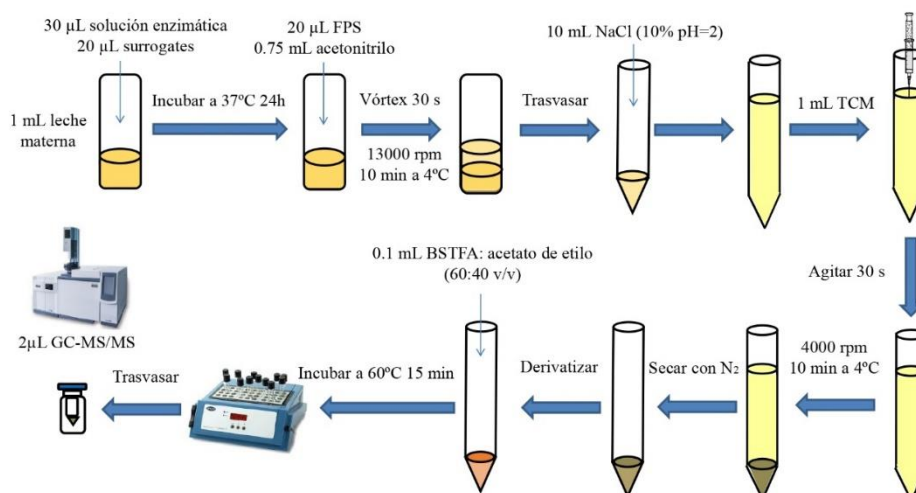 30 µL solución enzimática
20 µL surrogates
20 µL FPS
0.75 mL acetonitrilo
10 mL NaCl (10% pH=2)
1 mL leche
materna
Incubar a 37ºC 24h
Vórtex 30 s
13000 rpm
10 min a 4ºC
Trasvasar
1 mL TCM
Agitar 30 s
4000 rpm
10 min a 4ºC
Secar con N₂
Derivatizar
0.1 mL BSTFA: acetato de etilo
(60:40 v/v)
Incubar a 60ºC 15 min
Trasvasar
2µL GC-MS/MS